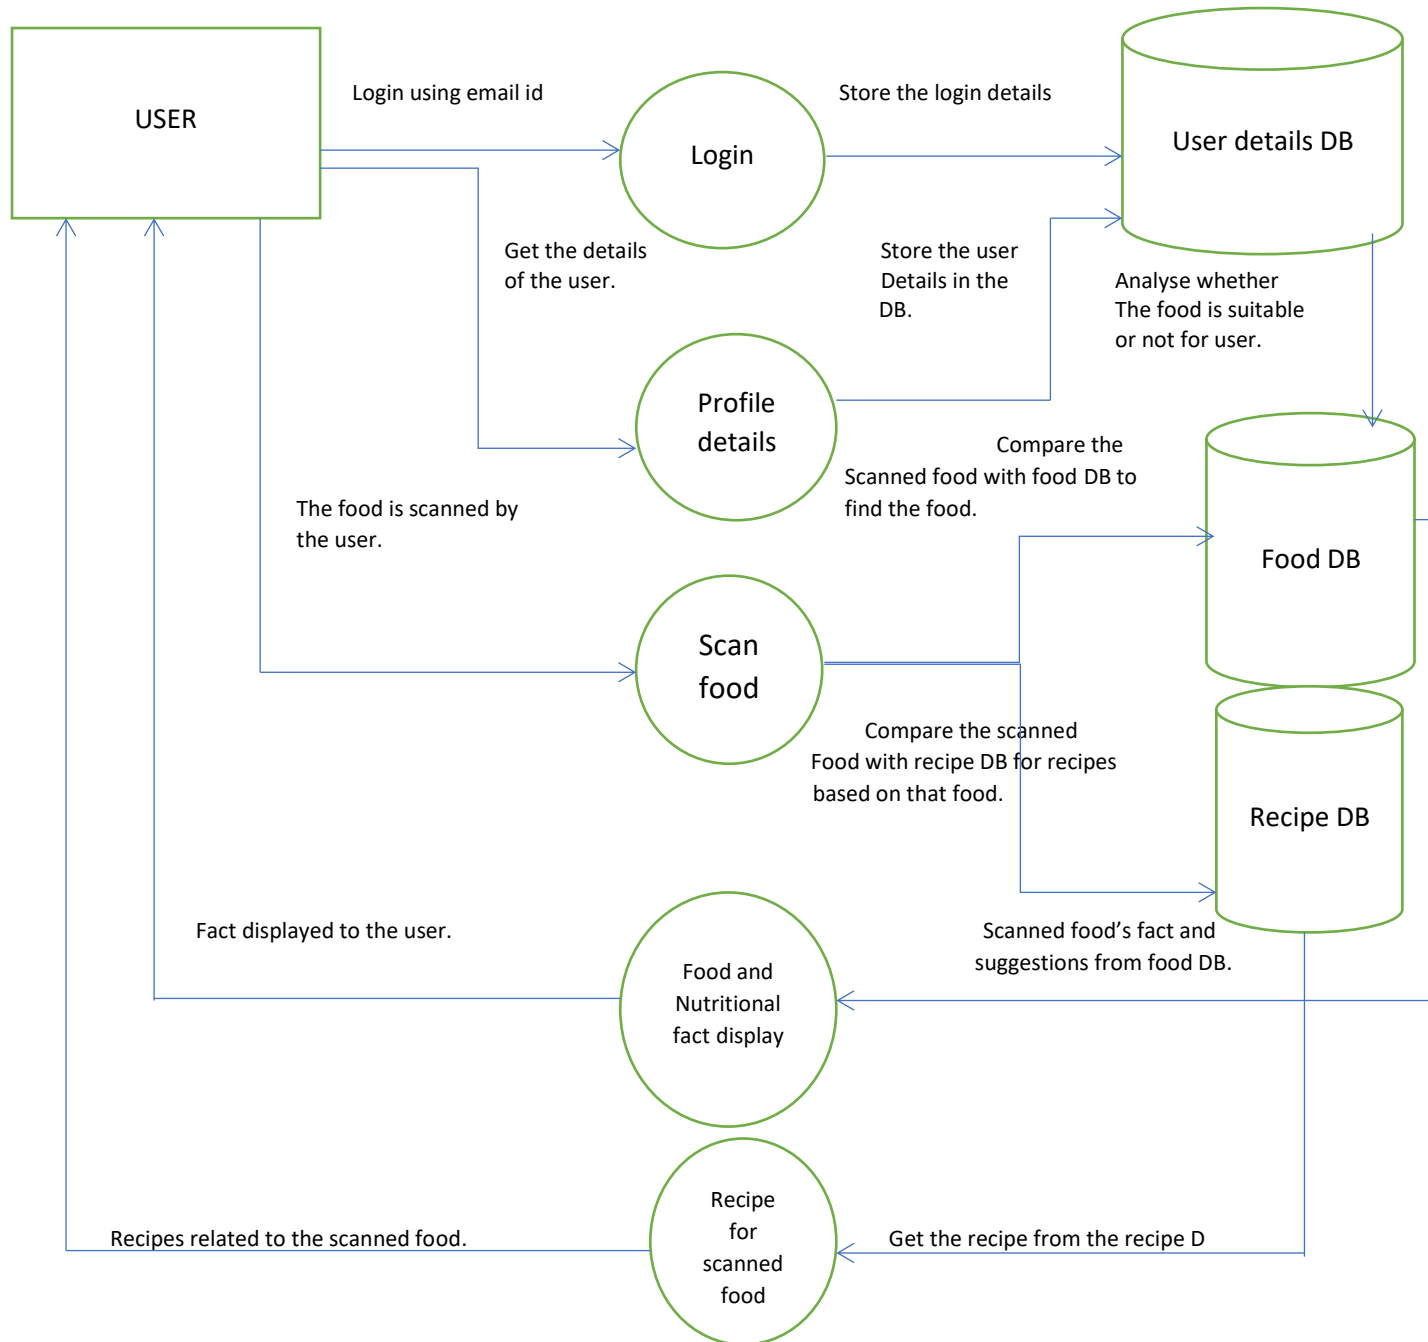 USER
Login using email id
Login
Store the login details
User details DB
Get the details
of the user.
Store the user
Details in the
DB.
Analyse whether
The food is suitable
or not for user.
Profile
details
Compare the
Scanned food with food DB to
find the food.
The food is scanned by
the user.
Food DB
Scan
food
Compare the scanned
Food with recipe DB for recipes
based on that food.
Recipe DB
Fact displayed to the user.
Food and
Nutritional
fact display
Scanned food’s fact and
suggestions from food DB.
Recipes related to the scanned food.
Recipe
for
scanned
food
Get the recipe from the recipe D